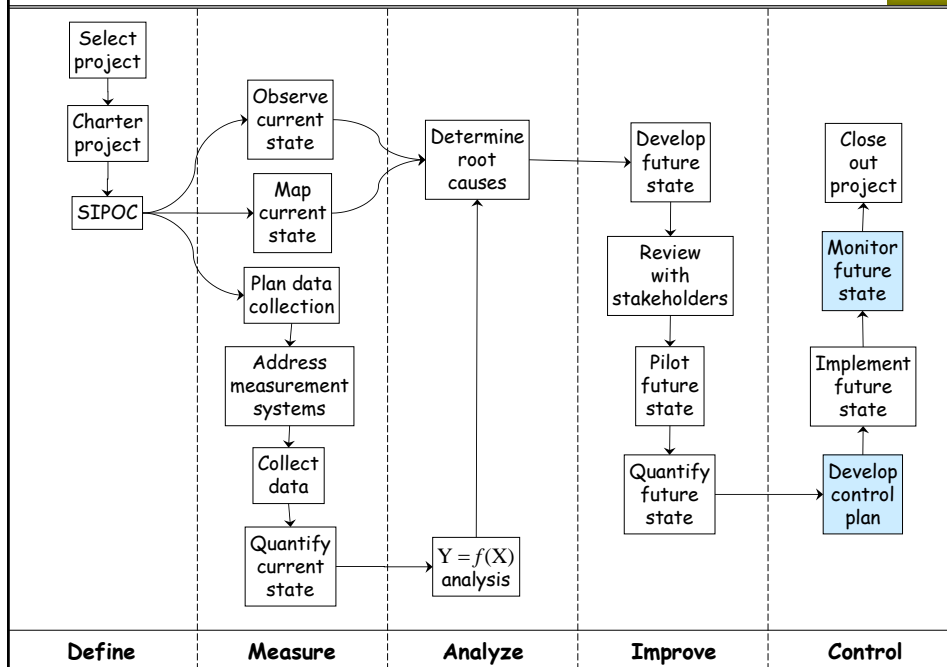 Select
project
Charter
project
SIPOC
Observe
current
state
Map
current
state
Plan data
collection
Address
measurement
systems
Collect
data
Quantify
current
state
Determine
root
causes
Y = f(X)
analysis
Develop
future
state
Review
with
stakeholders
Pilot
future
state
Quantify
future
state
Close
out
project
Monitor
future
state
Implement
future
state
Develop
control
plan
Define
Measure
Analyze
Improve
Control